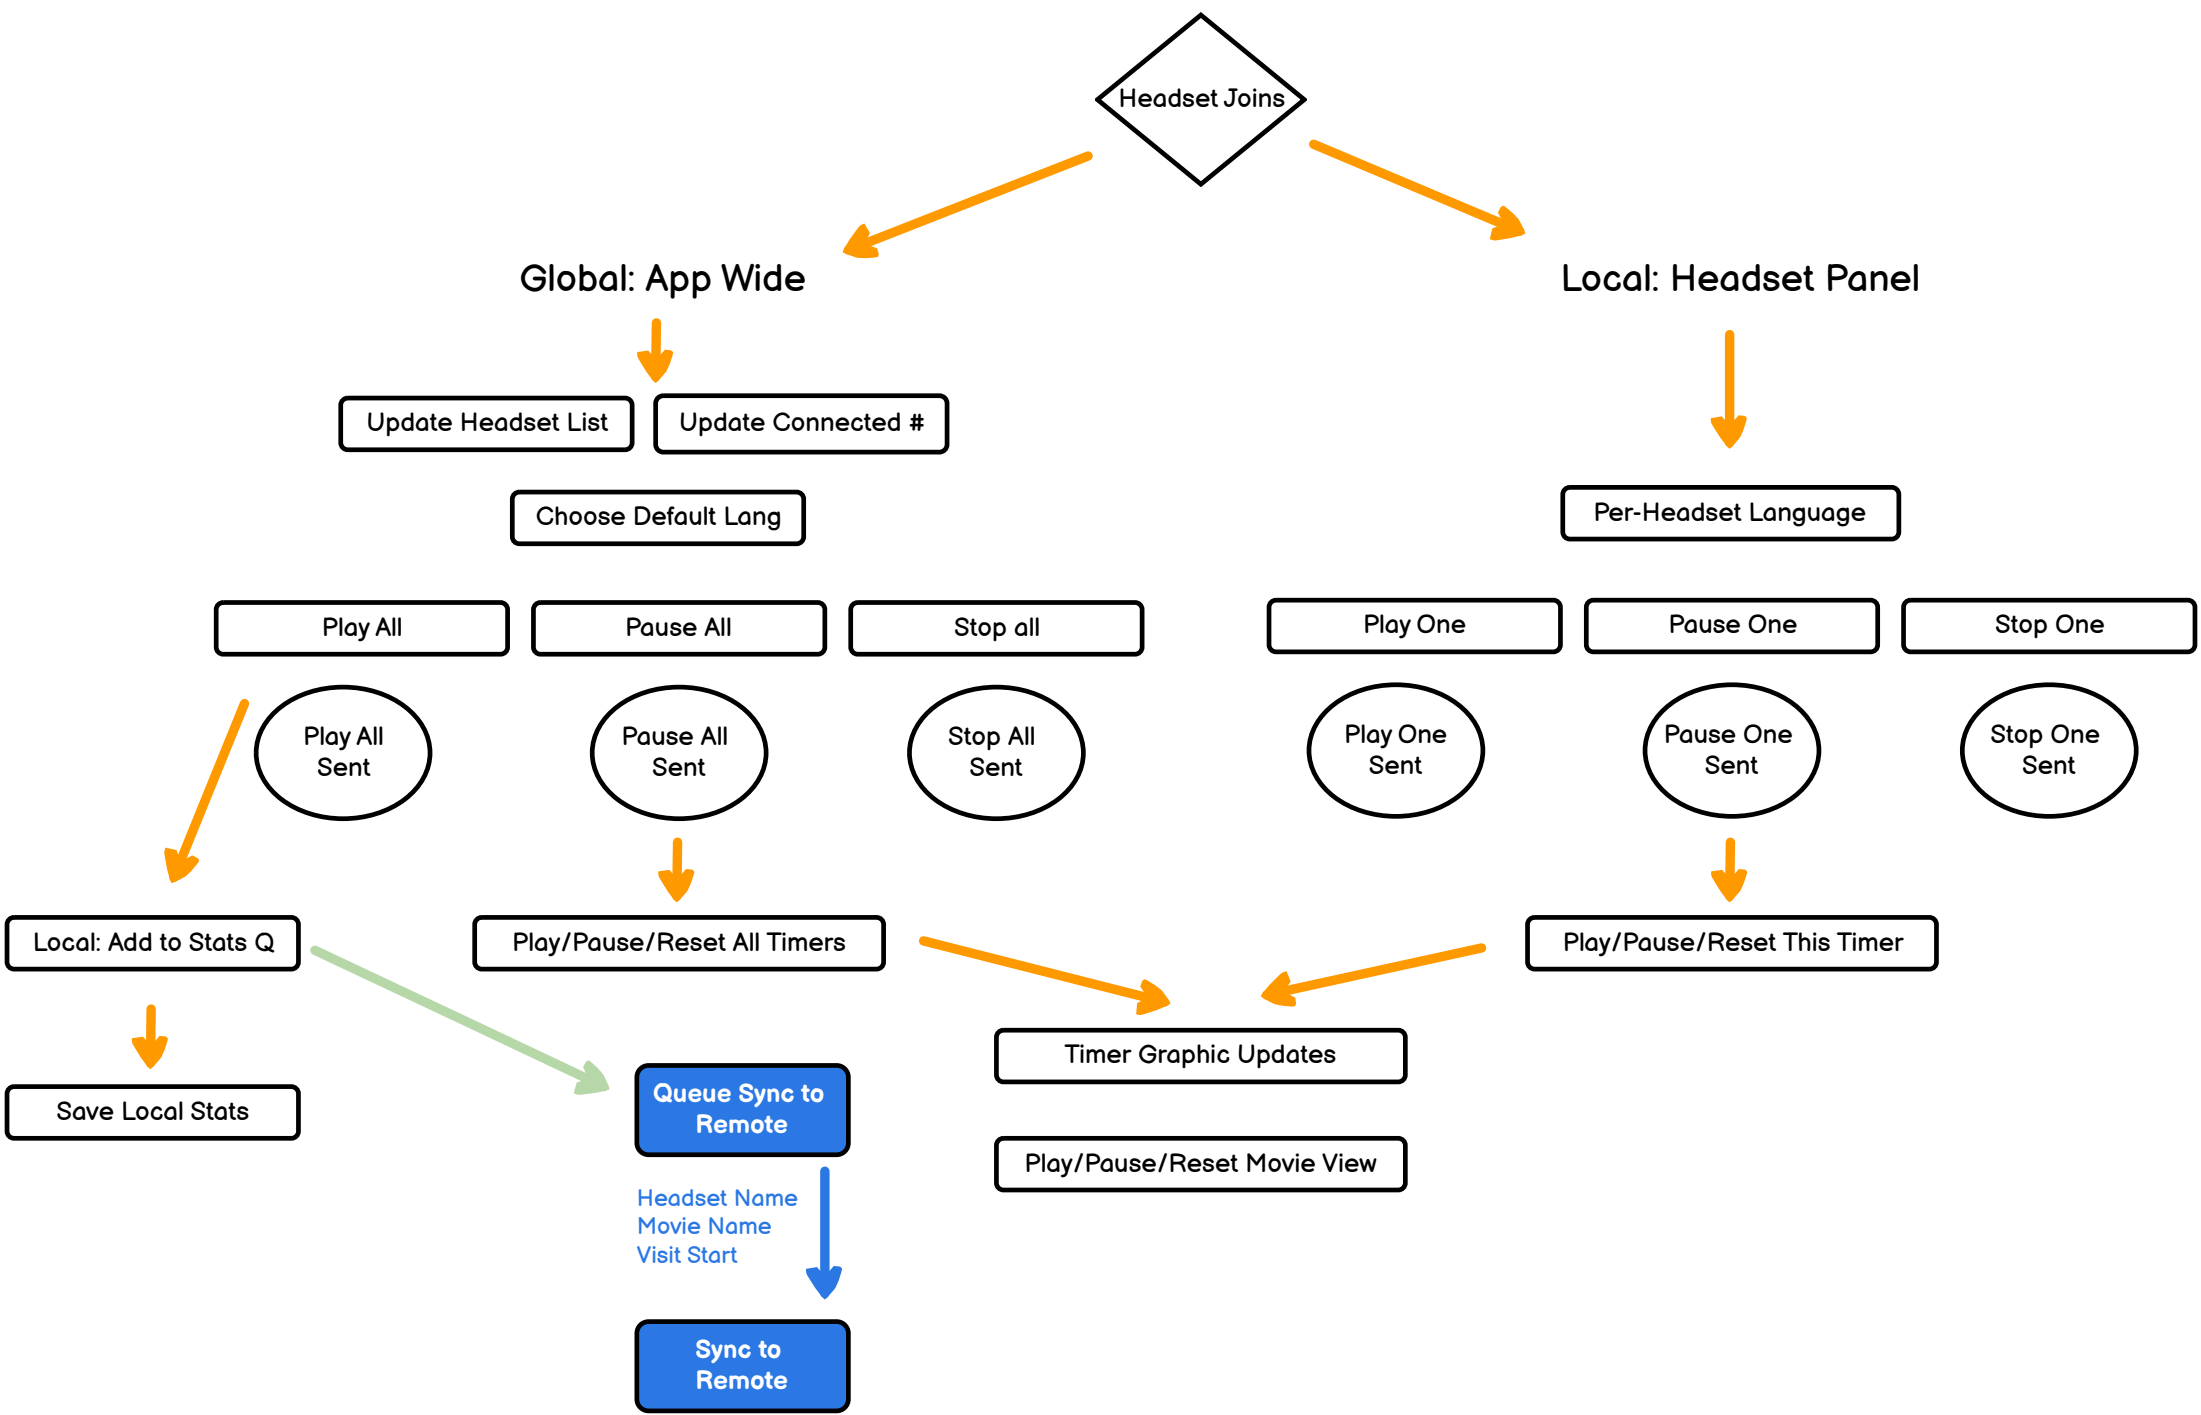 Headset Joins
Global: App Wide
Local: Headset Panel
Update Headset List
Update Connected #
Choose Default Lang
Per-Headset Language
Play All
Pause All
Stop all
Play One
Pause One
Stop One
Play All
Sent
Pause All
Sent
Stop All
Sent
Play One
Sent
Pause One
Sent
Stop One
Sent
Local: Add to Stats Q
Play/Pause/Reset All Timers
Play/Pause/Reset This Timer
Timer Graphic Updates
Save Local Stats
Queue Sync to
Remote
Play/Pause/Reset Movie View
Headset Name
Movie Name
Visit Start
Sync to
Remote